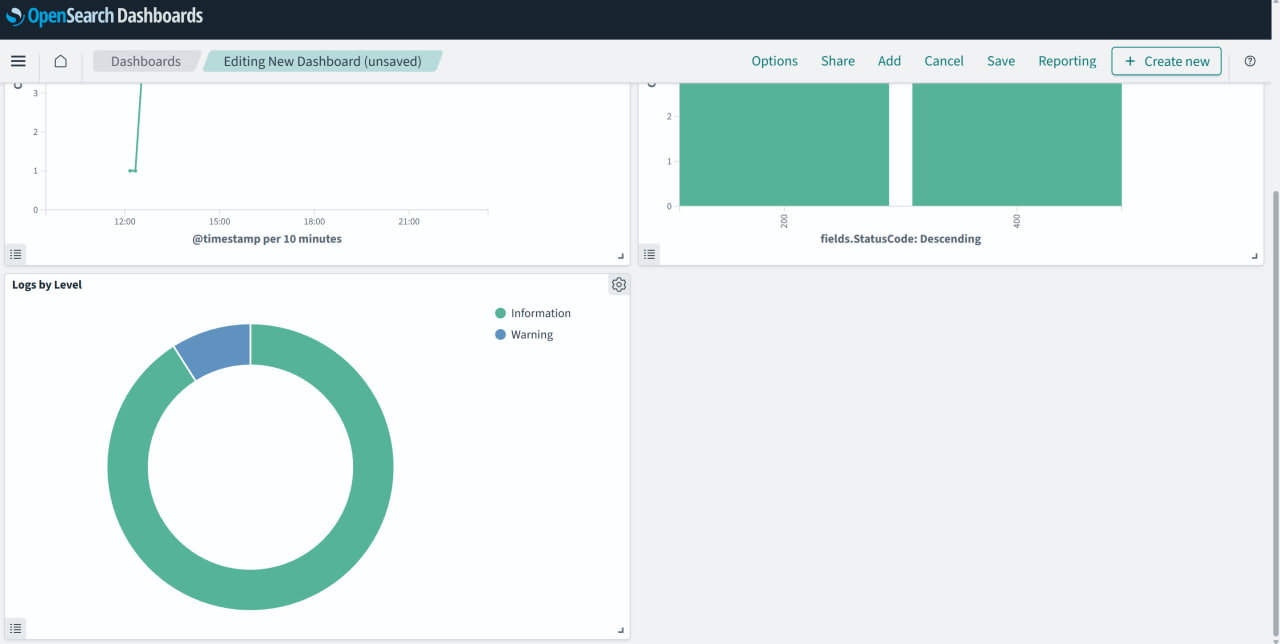 OpenSearch Dashboards
Dashboards
Editing New Dashboard (unsaved)
Options
Share
Add
Cancel
Save
Reporting
+ Create new
3
2
1
0
12:00
15:00
18:00
21:00
@timestamp per 10 minutes
2
1
0
200
400
fields.StatusCode: Descending
Logs by Level
Information
Warning